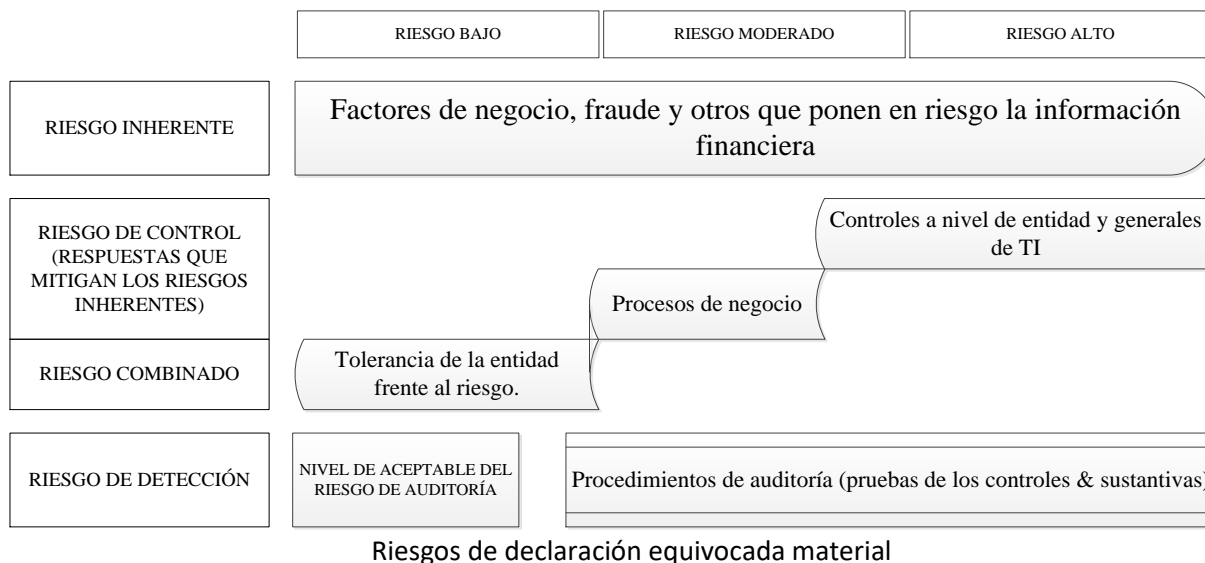 RIESGO BAJO
RIESGO MODERADO
RIESGO ALTO
RIESGO INHERENTE
Factores de negocio, fraude y otros que ponen en riesgo la información
financiera
RIESGO DE CONTROL
(RESPUESTAS QUE
MITIGAN LOS RIESGOS
INHERENTES)
Controles a nivel de entidad y generales
de TI
Procesos de negocio
RIESGO COMBINADO
Tolerancia de la entidad
frente al riesgo.
RIESGO DE DETECCIÓN
NIVEL DE ACEPTABLE DEL
RIESGO DE AUDITORÍA
Procedimientos de auditoría (pruebas de los controles & sustantivas)
Riesgos de declaración equivocada material